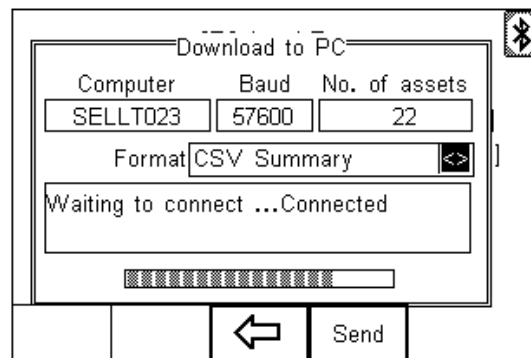 Download to PC
Computer Baud No. of assets
SELLT023 57600 22
Format CSV Summary <>
Waiting to connect ...Connected
Send